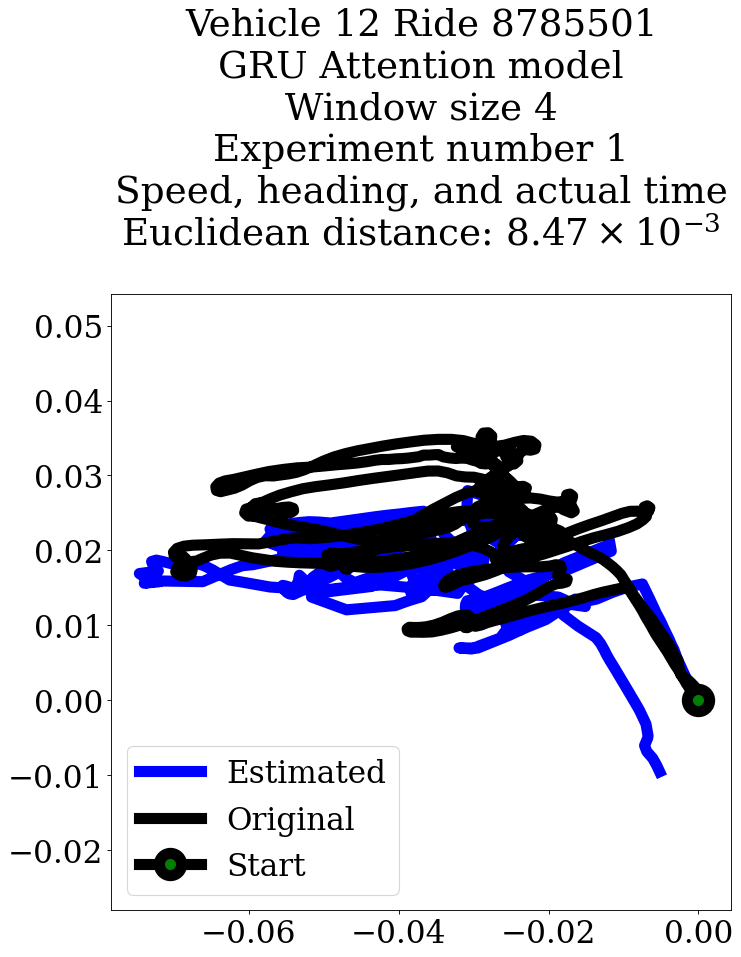 Vehicle 12 Ride 8785501
GRU Attention model
Window size 4
Experiment number 1
Speed, heading, and actual time
Euclidean distance: 8.47 × 10⁻³
0.05
0.04
0.03
0.02
0.01
0.00
−0.01
−0.02
Estimated
Original
Start
−0.06 −0.04 −0.02 0.00